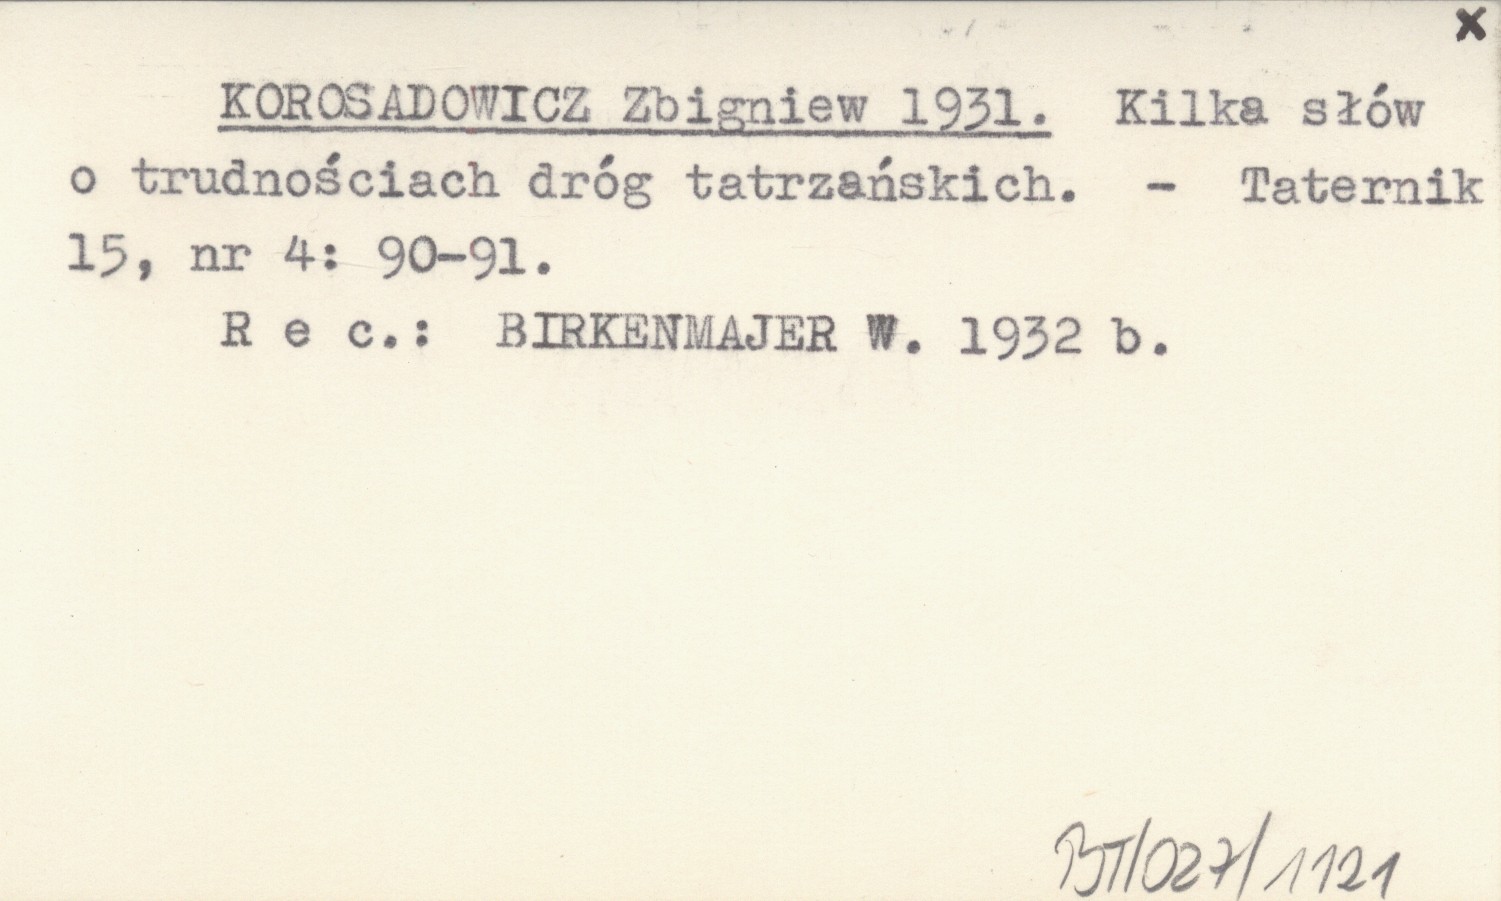 x
KOROSADOWICZ Zbigniew 1931. Kilka słów
o trudnościach dróg tatrzańskich. - Taternik
15, nr 4: 90-91.
R e c.: BIRKENMAJER W. 1932 b.
BT/027/1121